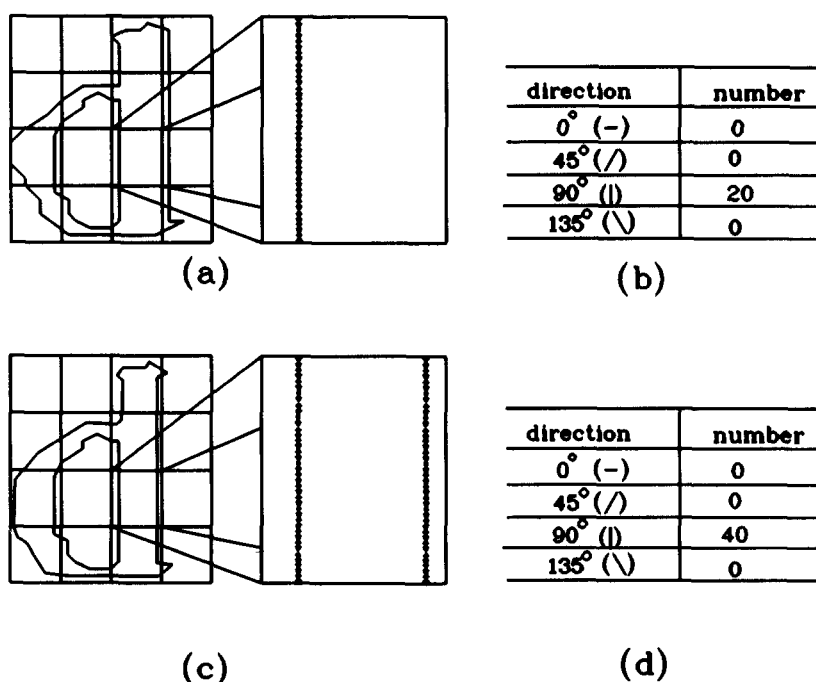 direction number
0° (−) 0
45° (/) 0
90° (|) 20
135° (\) 0
(a) (b)
direction number
0° (−) 0
45° (/) 0
90° (|) 40
135° (\) 0
(c) (d)